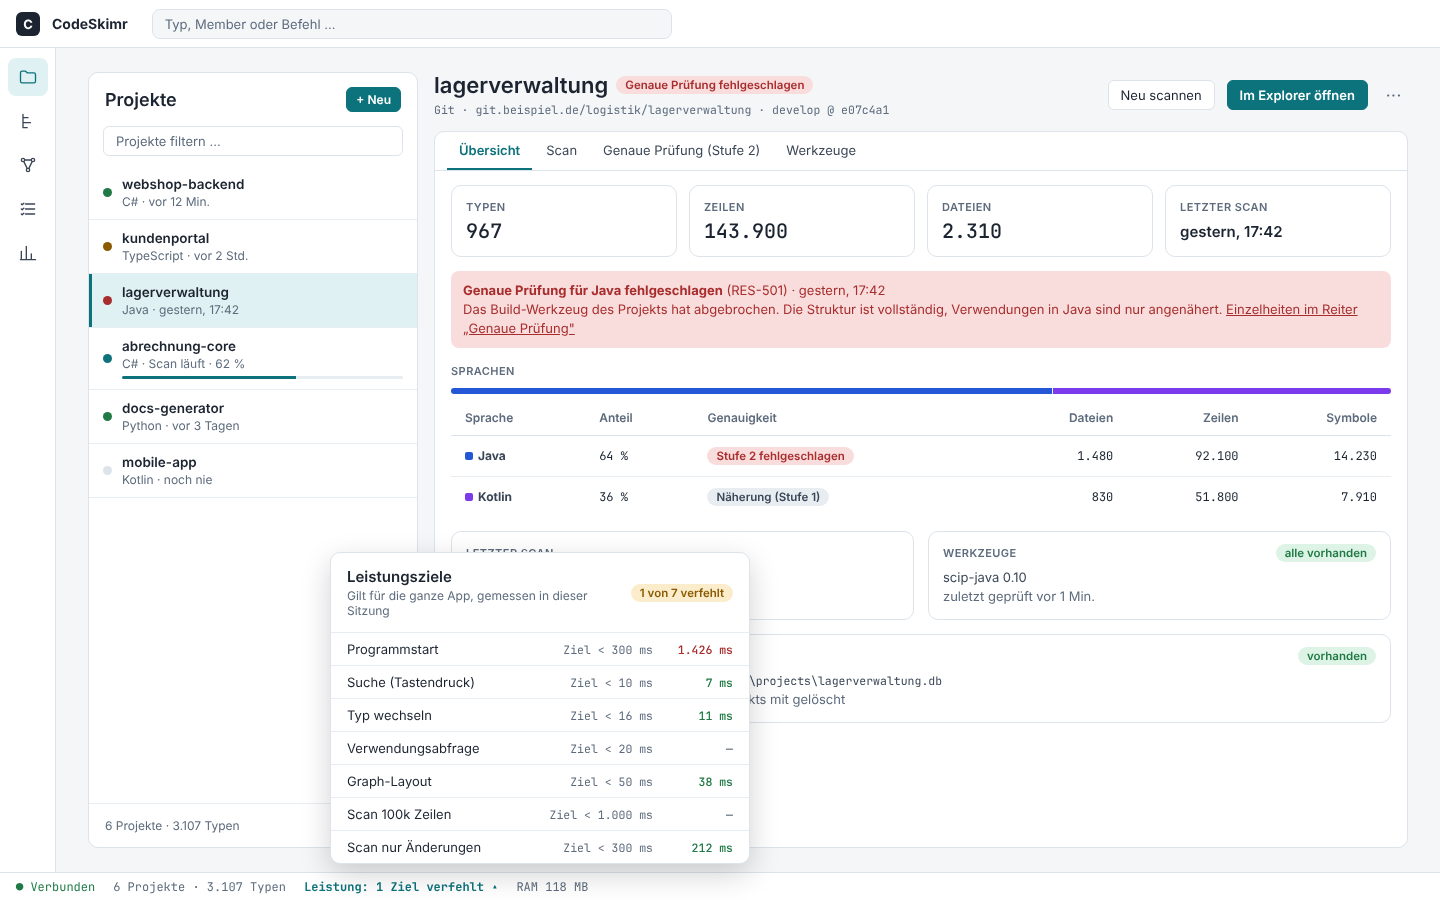 C CodeSkimr
Typ, Member oder Befehl ...
Projekte
+ Neu
Projekte filtern ...
webshop-backend
C# · vor 12 Min.
kundenportal
TypeScript · vor 2 Std.
lagerverwaltung
Java · gestern, 17:42
abrechnung-core
C# · Scan läuft · 62 %
docs-generator
Python · vor 3 Tagen
mobile-app
Kotlin · noch nie
6 Projekte · 3.107 Typen
lagerverwaltung
Genaue Prüfung fehlgeschlagen
Git · git.beispiel.de/logistik/lagerverwaltung · develop @ e07c4a1
Neu scannen
Im Explorer öffnen
···
Übersicht
Scan
Genaue Prüfung (Stufe 2)
Werkzeuge
TYPEN
967
ZEILEN
143.900
DATEIEN
2.310
LETZTER SCAN
gestern, 17:42
Genaue Prüfung für Java fehlgeschlagen (RES-501) · gestern, 17:42
Das Build-Werkzeug des Projekts hat abgebrochen. Die Struktur ist vollständig, Verwendungen in Java sind nur angenähert. Einzelheiten im Reiter
„Genaue Prüfung"
SPRACHEN
Sprache Anteil Genauigkeit Dateien Zeilen Symbole
Java 64 % Stufe 2 fehlgeschlagen 1.480 92.100 14.230
Kotlin 36 % Näherung (Stufe 1) 830 51.800 7.910
LETZTER SCAN
WERKZEUGE
alle vorhanden
scip-java 0.10
zuletzt geprüft vor 1 Min.
vorhanden
\projects\lagerverwaltung.db
kts mit gelöscht
Leistungsziele
Gilt für die ganze App, gemessen in dieser
Sitzung
1 von 7 verfehlt
Programmstart Ziel < 300 ms 1.426 ms
Suche (Tastendruck) Ziel < 10 ms 7 ms
Typ wechseln Ziel < 16 ms 11 ms
Verwendungsabfrage Ziel < 20 ms –
Graph-Layout Ziel < 50 ms 38 ms
Scan 100k Zeilen Ziel < 1.000 ms –
Scan nur Änderungen Ziel < 300 ms 212 ms
Verbunden 6 Projekte · 3.107 Typen Leistung: 1 Ziel verfehlt ▴ RAM 118 MB